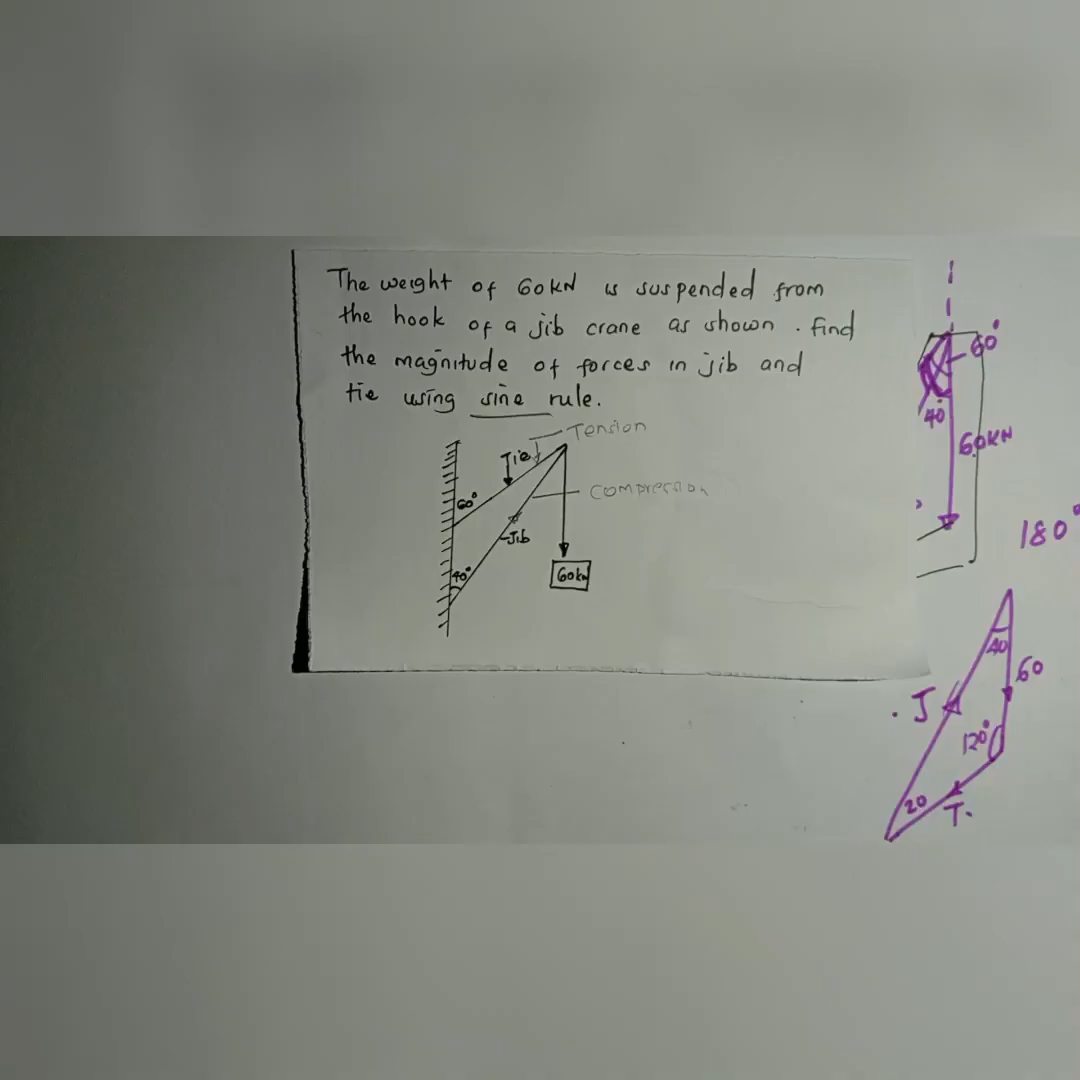 The weight of 60KN is suspended from
the hook of a jib crane as shown. find
the magnitude of forces in jib and
tie using sine rule.
Tension
Tie
60°
compression
Jib
40°
60kN
60°
40°
60KN
180°
40
60
J
120°
20
T.